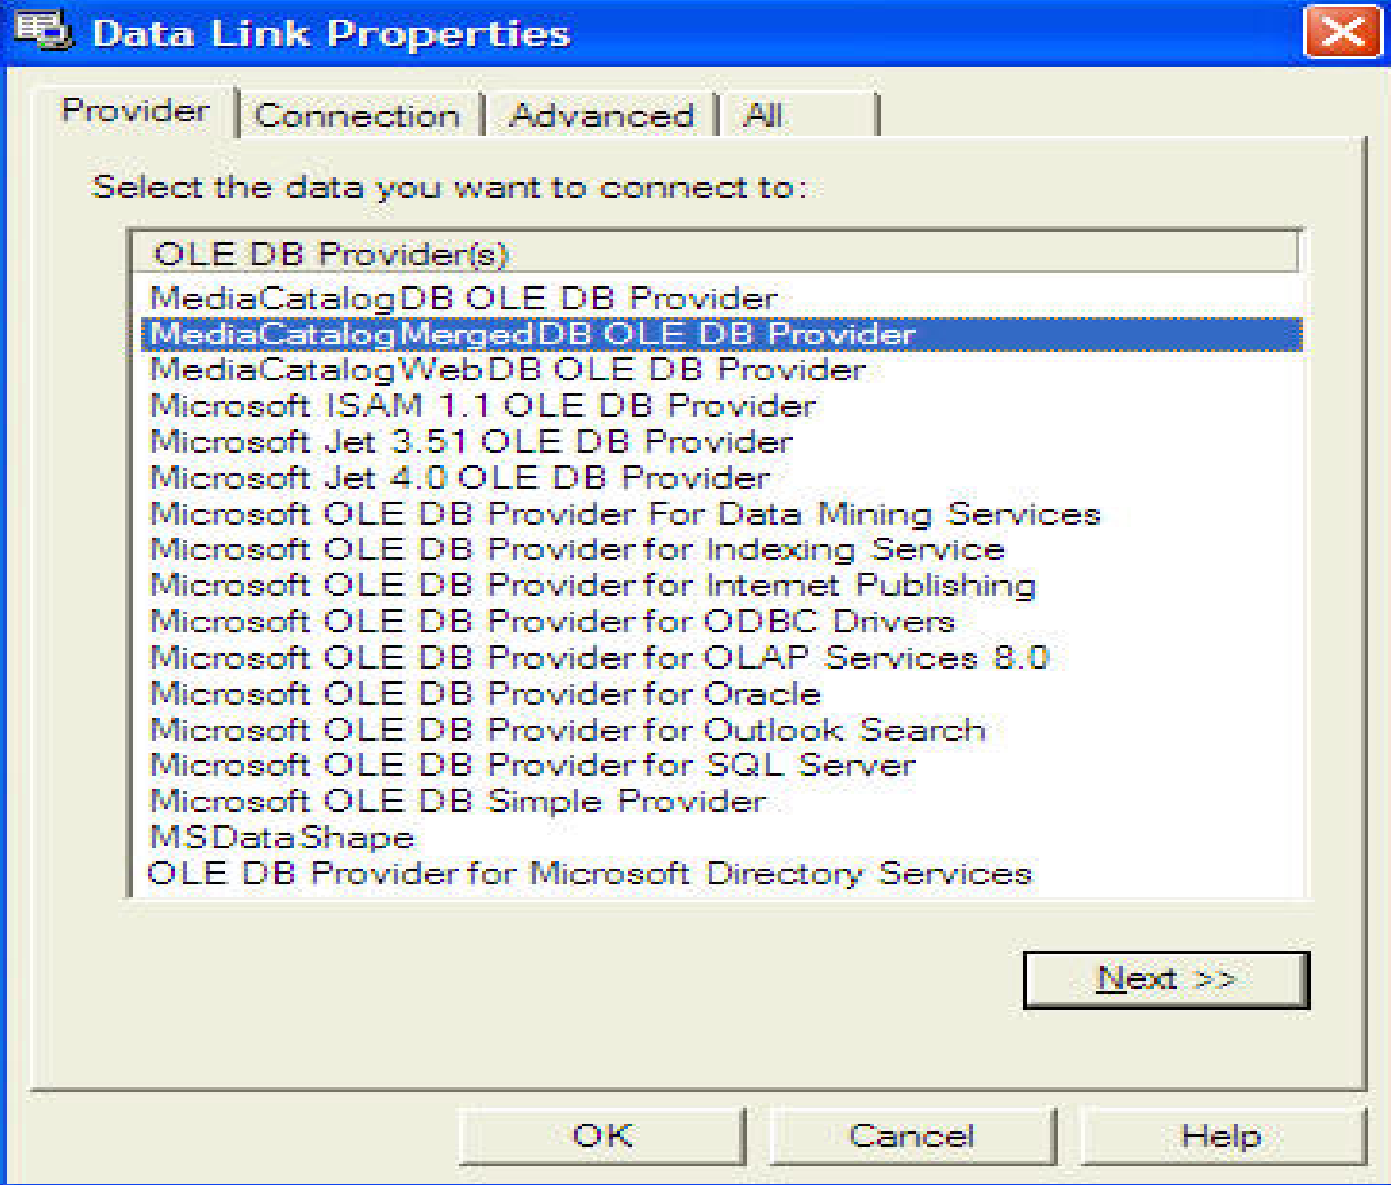 Data Link Properties
Provider Connection Advanced All
Select the data you want to connect to:
OLE DB Provider(s)
MediaCatalogDB OLE DB Provider
MediaCatalogMergedDB OLE DB Provider
MediaCatalogWebDB OLE DB Provider
Microsoft ISAM 1.1 OLE DB Provider
Microsoft Jet 3.51 OLE DB Provider
Microsoft Jet 4.0 OLE DB Provider
Microsoft OLE DB Provider For Data Mining Services
Microsoft OLE DB Provider for Indexing Service
Microsoft OLE DB Provider for Internet Publishing
Microsoft OLE DB Provider for ODBC Drivers
Microsoft OLE DB Provider for OLAP Services 8.0
Microsoft OLE DB Provider for Oracle
Microsoft OLE DB Provider for Outlook Search
Microsoft OLE DB Provider for SQL Server
Microsoft OLE DB Simple Provider
MSDataShape
OLE DB Provider for Microsoft Directory Services
Next >>
OK Cancel Help